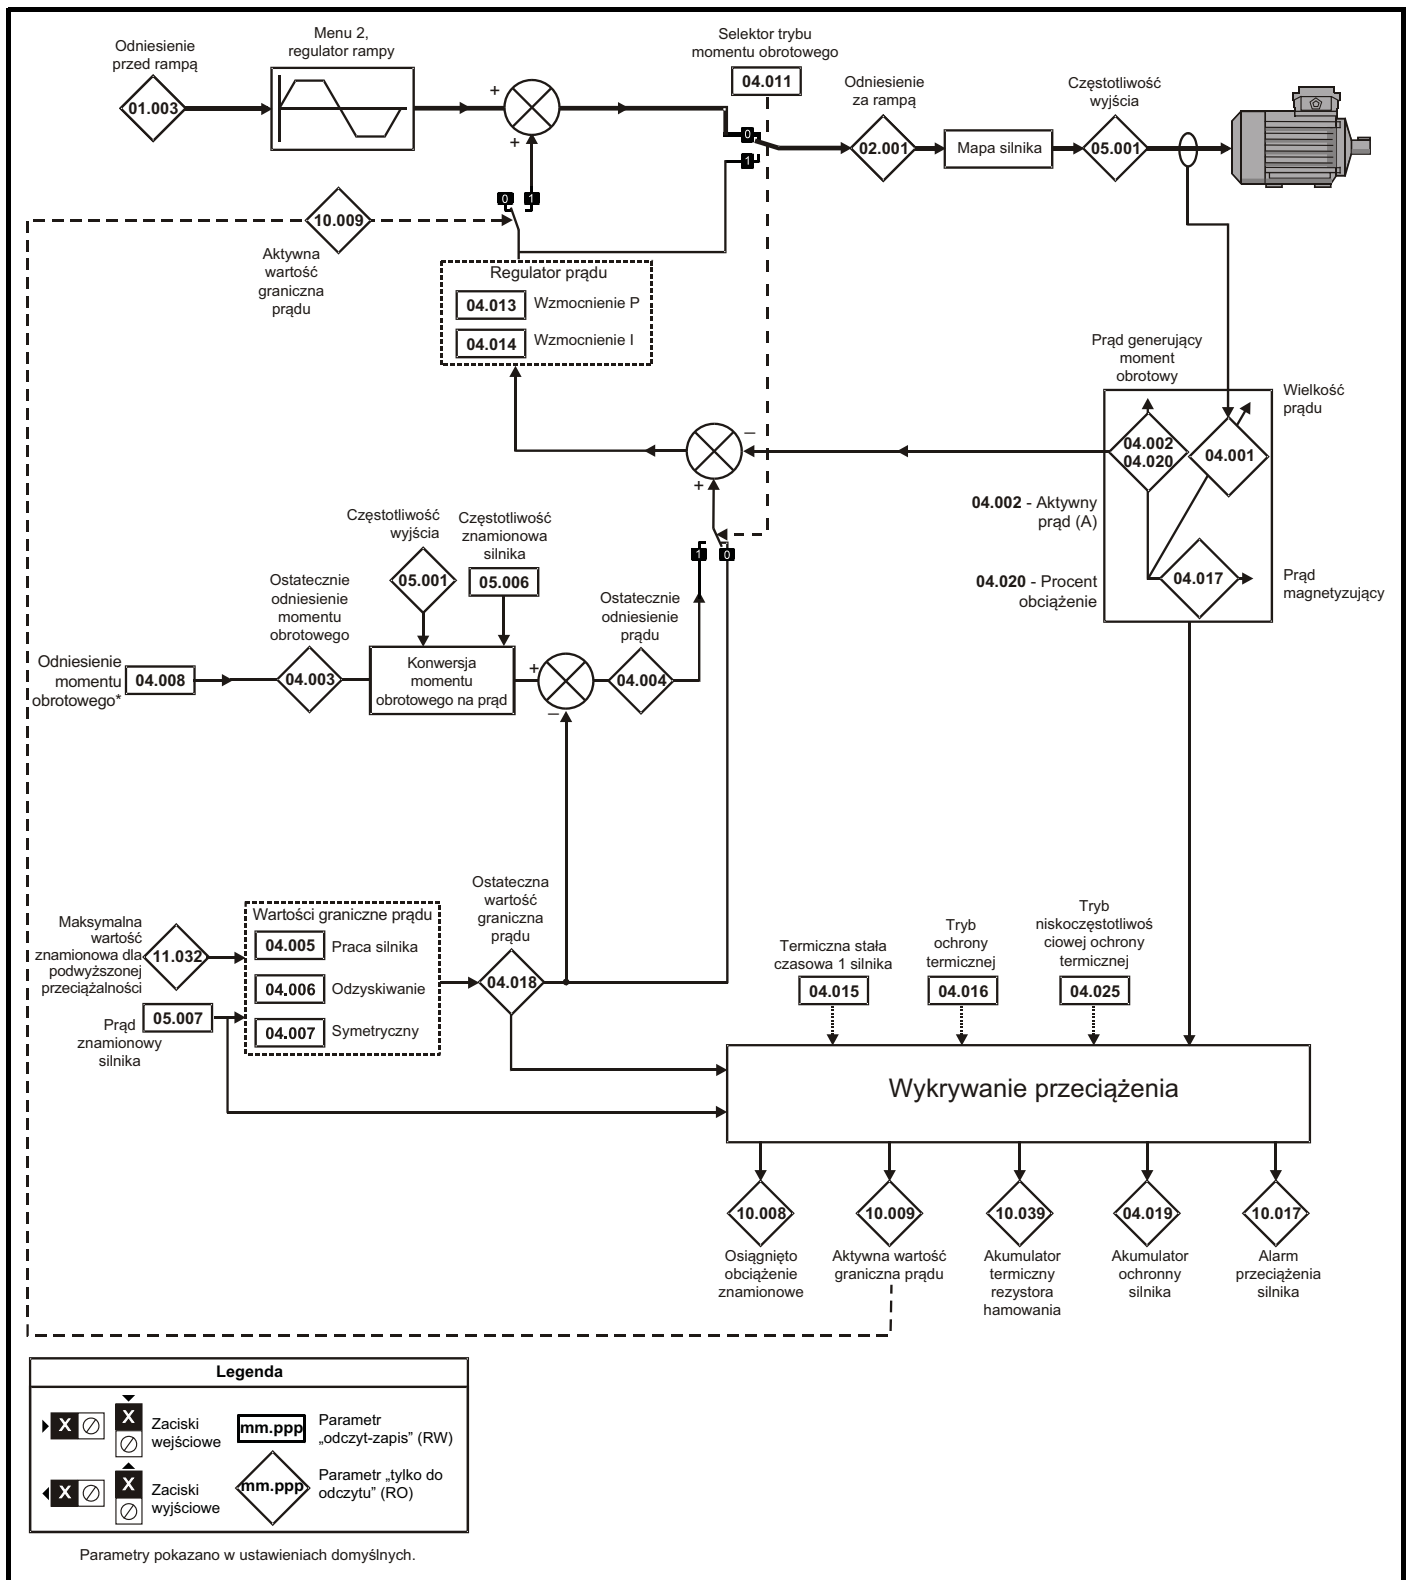 Odniesienie
przed rampą
01.003
Menu 2,
regulator rampy
+
+
Selektor trybu
momentu obrotowego
04.011
0
1
Odniesienie
za rampą
02.001
Mapa silnika
Częstotliwość
wyjścia
05.001
0
1
10.009
Aktywna
wartość
graniczna
prądu
Regulator prądu
04.013
Wzmocnienie P
04.014
Wzmocnienie I
Prąd generujący
moment
obrotowy
Wielkość
prądu
04.002
04.020
04.001
04.002 - Aktywny
prąd (A)
04.020 - Procent
obciążenie
04.017
Prąd
magnetyzujący
–
+
1
0
Częstotliwość
wyjścia
05.001
Częstotliwość
znamionowa
silnika
05.006
Odniesienie
momentu
obrotowego*
04.008
Ostatecznie
odniesienie
momentu
obrotowego
04.003
Konwersja
momentu
obrotowego na prąd
+
–
Ostatecznie
odniesienie
prądu
04.004
Maksymalna
wartość
znamionowa dla
podwyższonej
przeciążalności
11.032
05.007
Prąd
znamionowy
silnika
Wartości graniczne prądu
04.005
Praca silnika
04.006
Odzyskiwanie
04.007
Symetryczny
Ostateczna
wartość
graniczna
prądu
04.018
Termiczna stała
czasowa 1 silnika
04.015
Tryb
ochrony
termicznej
04.016
Tryb
niskoczęstotliwoś
ciowej ochrony
termicznej
04.025
Wykrywanie przeciążenia
10.008
Osiągnięto
obciążenie
znamionowe
10.009
Aktywna wartość
graniczna prądu
10.039
Akumulator
termiczny
rezystora
hamowania
04.019
Akumulator
ochronny
silnika
10.017
Alarm
przeciążenia
silnika
Legenda
X
X
Zaciski
wejściowe
mm.ppp
Parametr
„odczyt-zapis” (RW)
X
X
Zaciski
wyjściowe
mm.ppp
Parametr „tylko do
odczytu” (RO)
Parametry pokazano w ustawieniach domyślnych.